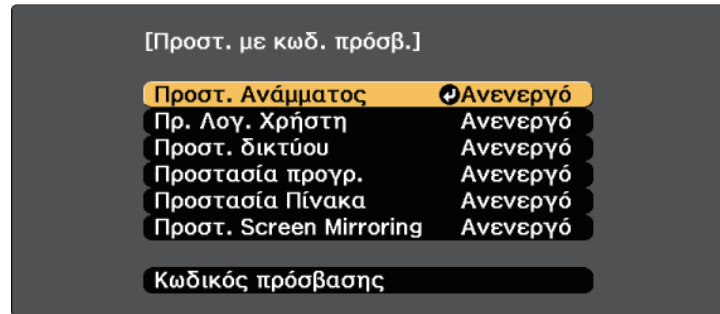 [Προστ. με κωδ. πρόσβ.]
Προστ. Ανάμματος Ανενεργό
Πρ. Λογ. Χρήστη Ανενεργό
Προστ. δικτύου Ανενεργό
Προστασία προγρ. Ανενεργό
Προστασία Πίνακα Ανενεργό
Προστ. Screen Mirroring Ανενεργό
Κωδικός πρόσβασης